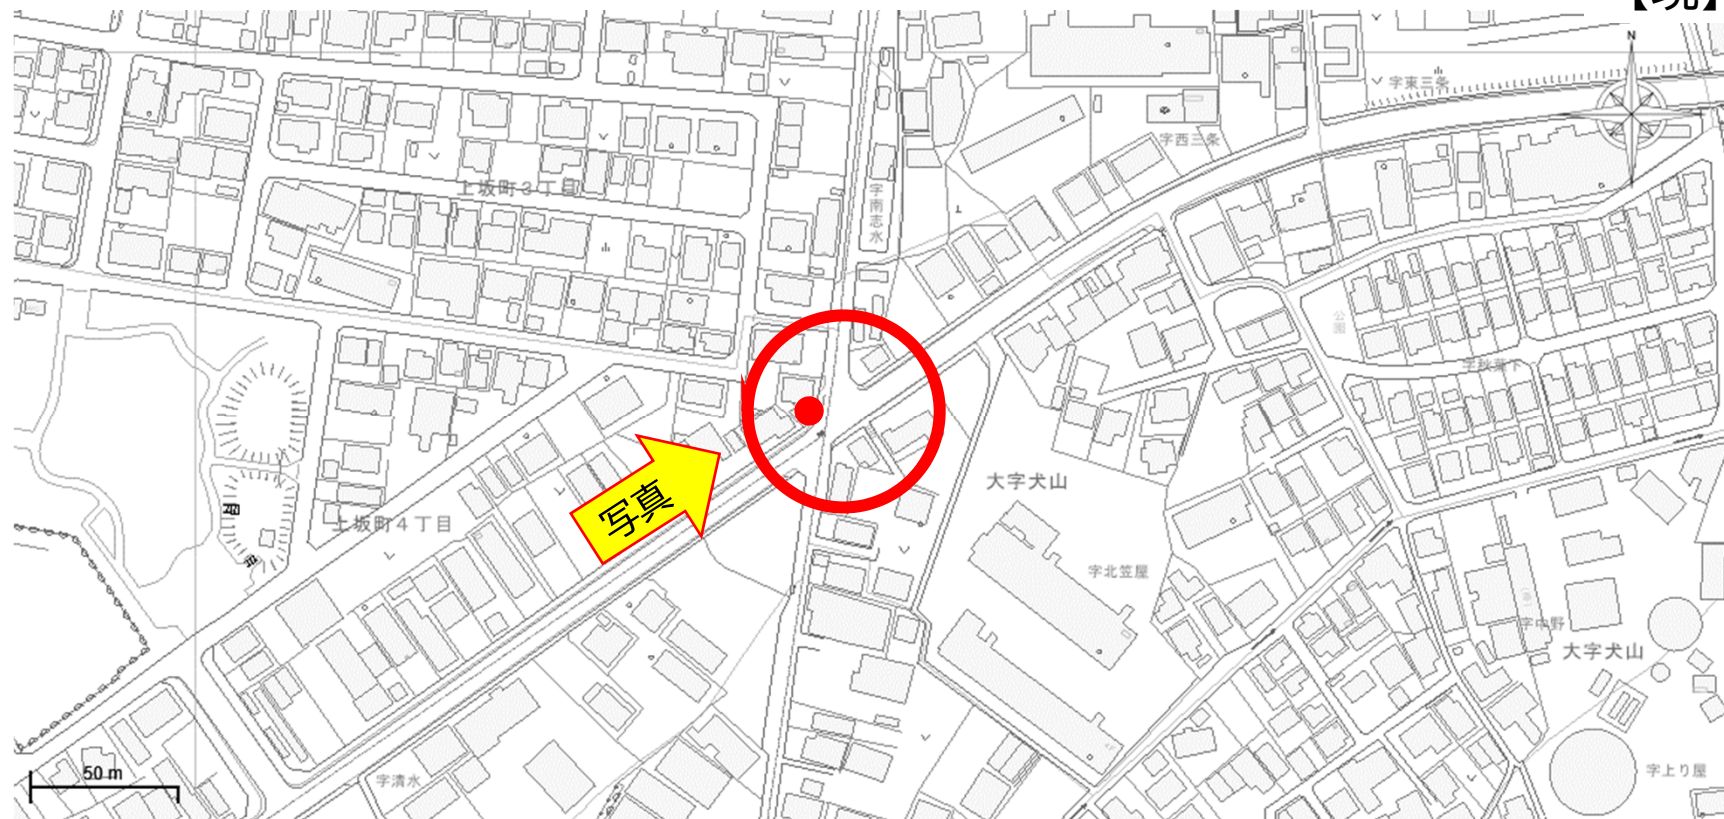 N
字東三条
字西三条
上坂町3丁目
字南志水
公園
字秋葉下
大字犬山
写真
上坂町4丁目
字北笠屋
字中野
大字犬山
50 m
字清水
字上り屋